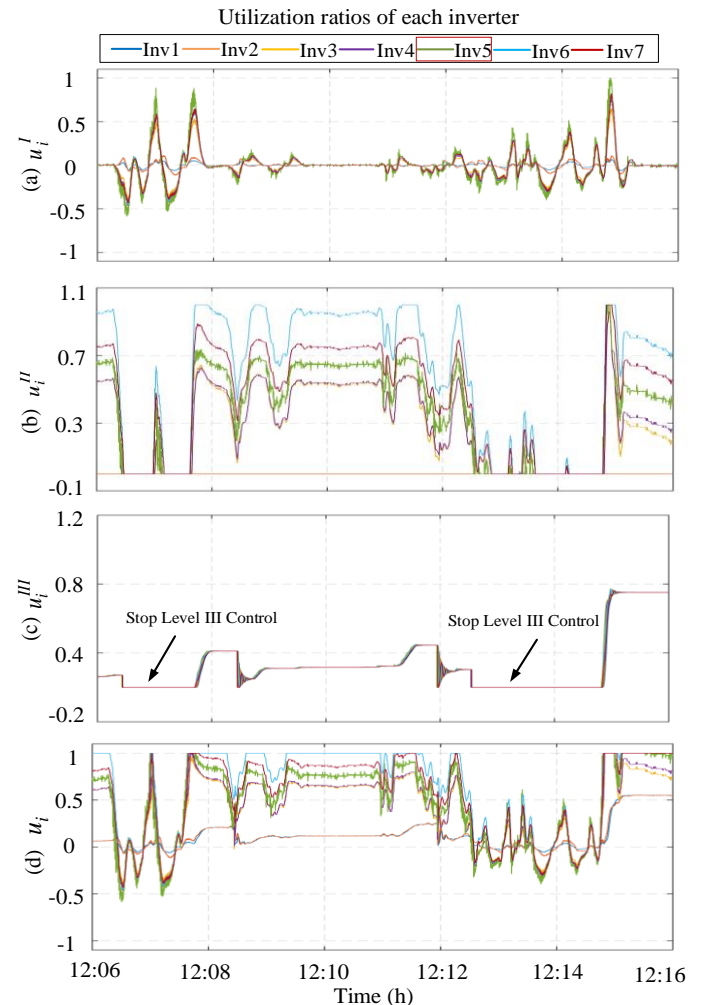 Utilization ratios of each inverter
Inv1 Inv2 Inv3 Inv4 Inv5 Inv6 Inv7
1
0.5
0
-0.5
-1
(a) u_i^I
1.1
0.7
0.3
-0.1
(b) u_i^II
1.2
0.8
0.4
-0.2
(c) u_i^III
Stop Level III Control
Stop Level III Control
1
0.5
0
-0.5
-1
(d) u_i
12:06 12:08 12:10 12:12 12:14 12:16
Time (h)